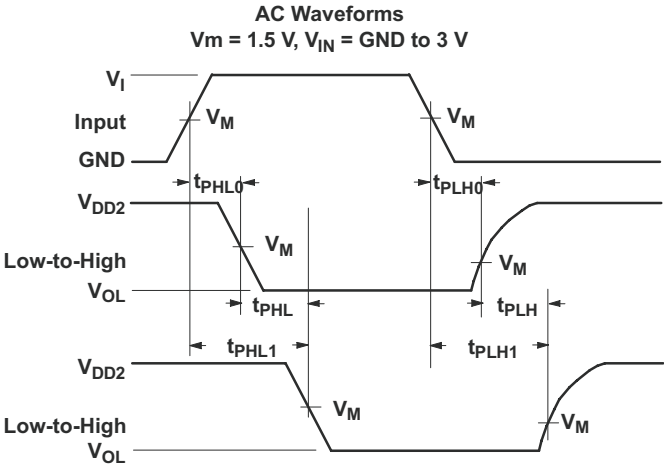 AC Waveforms
Vm = 1.5 V, VIN = GND to 3 V
VI
Input
VM
VM
GND
tPHL0
tPLH0
VDD2
Low-to-High
VM
VM
VOL
tPHL
tPLH
tPHL1
tPLH1
VDD2
Low-to-High
VM
VM
VOL